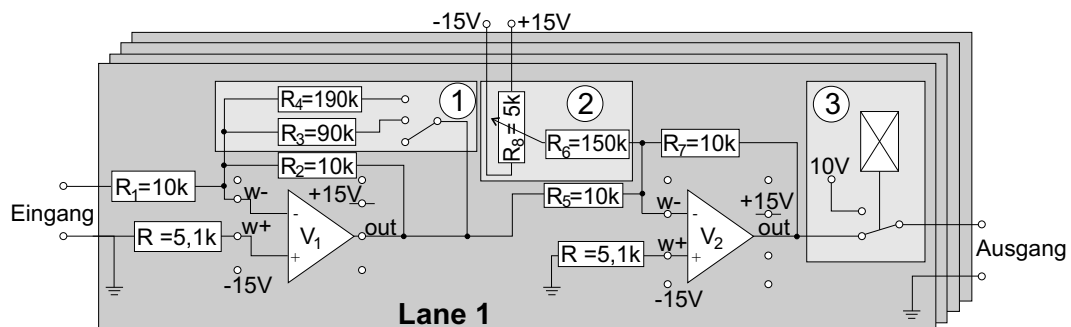 -15V +15V
R4=190k
1
2
3
R3=90k
R8= 5k
R6=150k
R7=10k
R2=10k
10V
R1=10k
Eingang
w-
+15V
R5=10k
w-
+15V
-
V1
out
-
V2
out
R =5,1k
w+
+
R =5,1k
w+
+
Ausgang
-15V
-15V
Lane 1